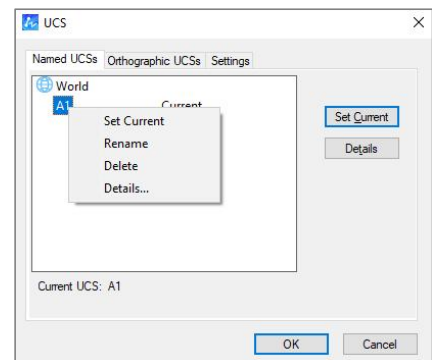 UCS
Named UCSs Orthographic UCSs Settings
World
A1 Current
Set Current
Rename
Delete
Details...
Set Current
Details
Current UCS: A1
OK Cancel